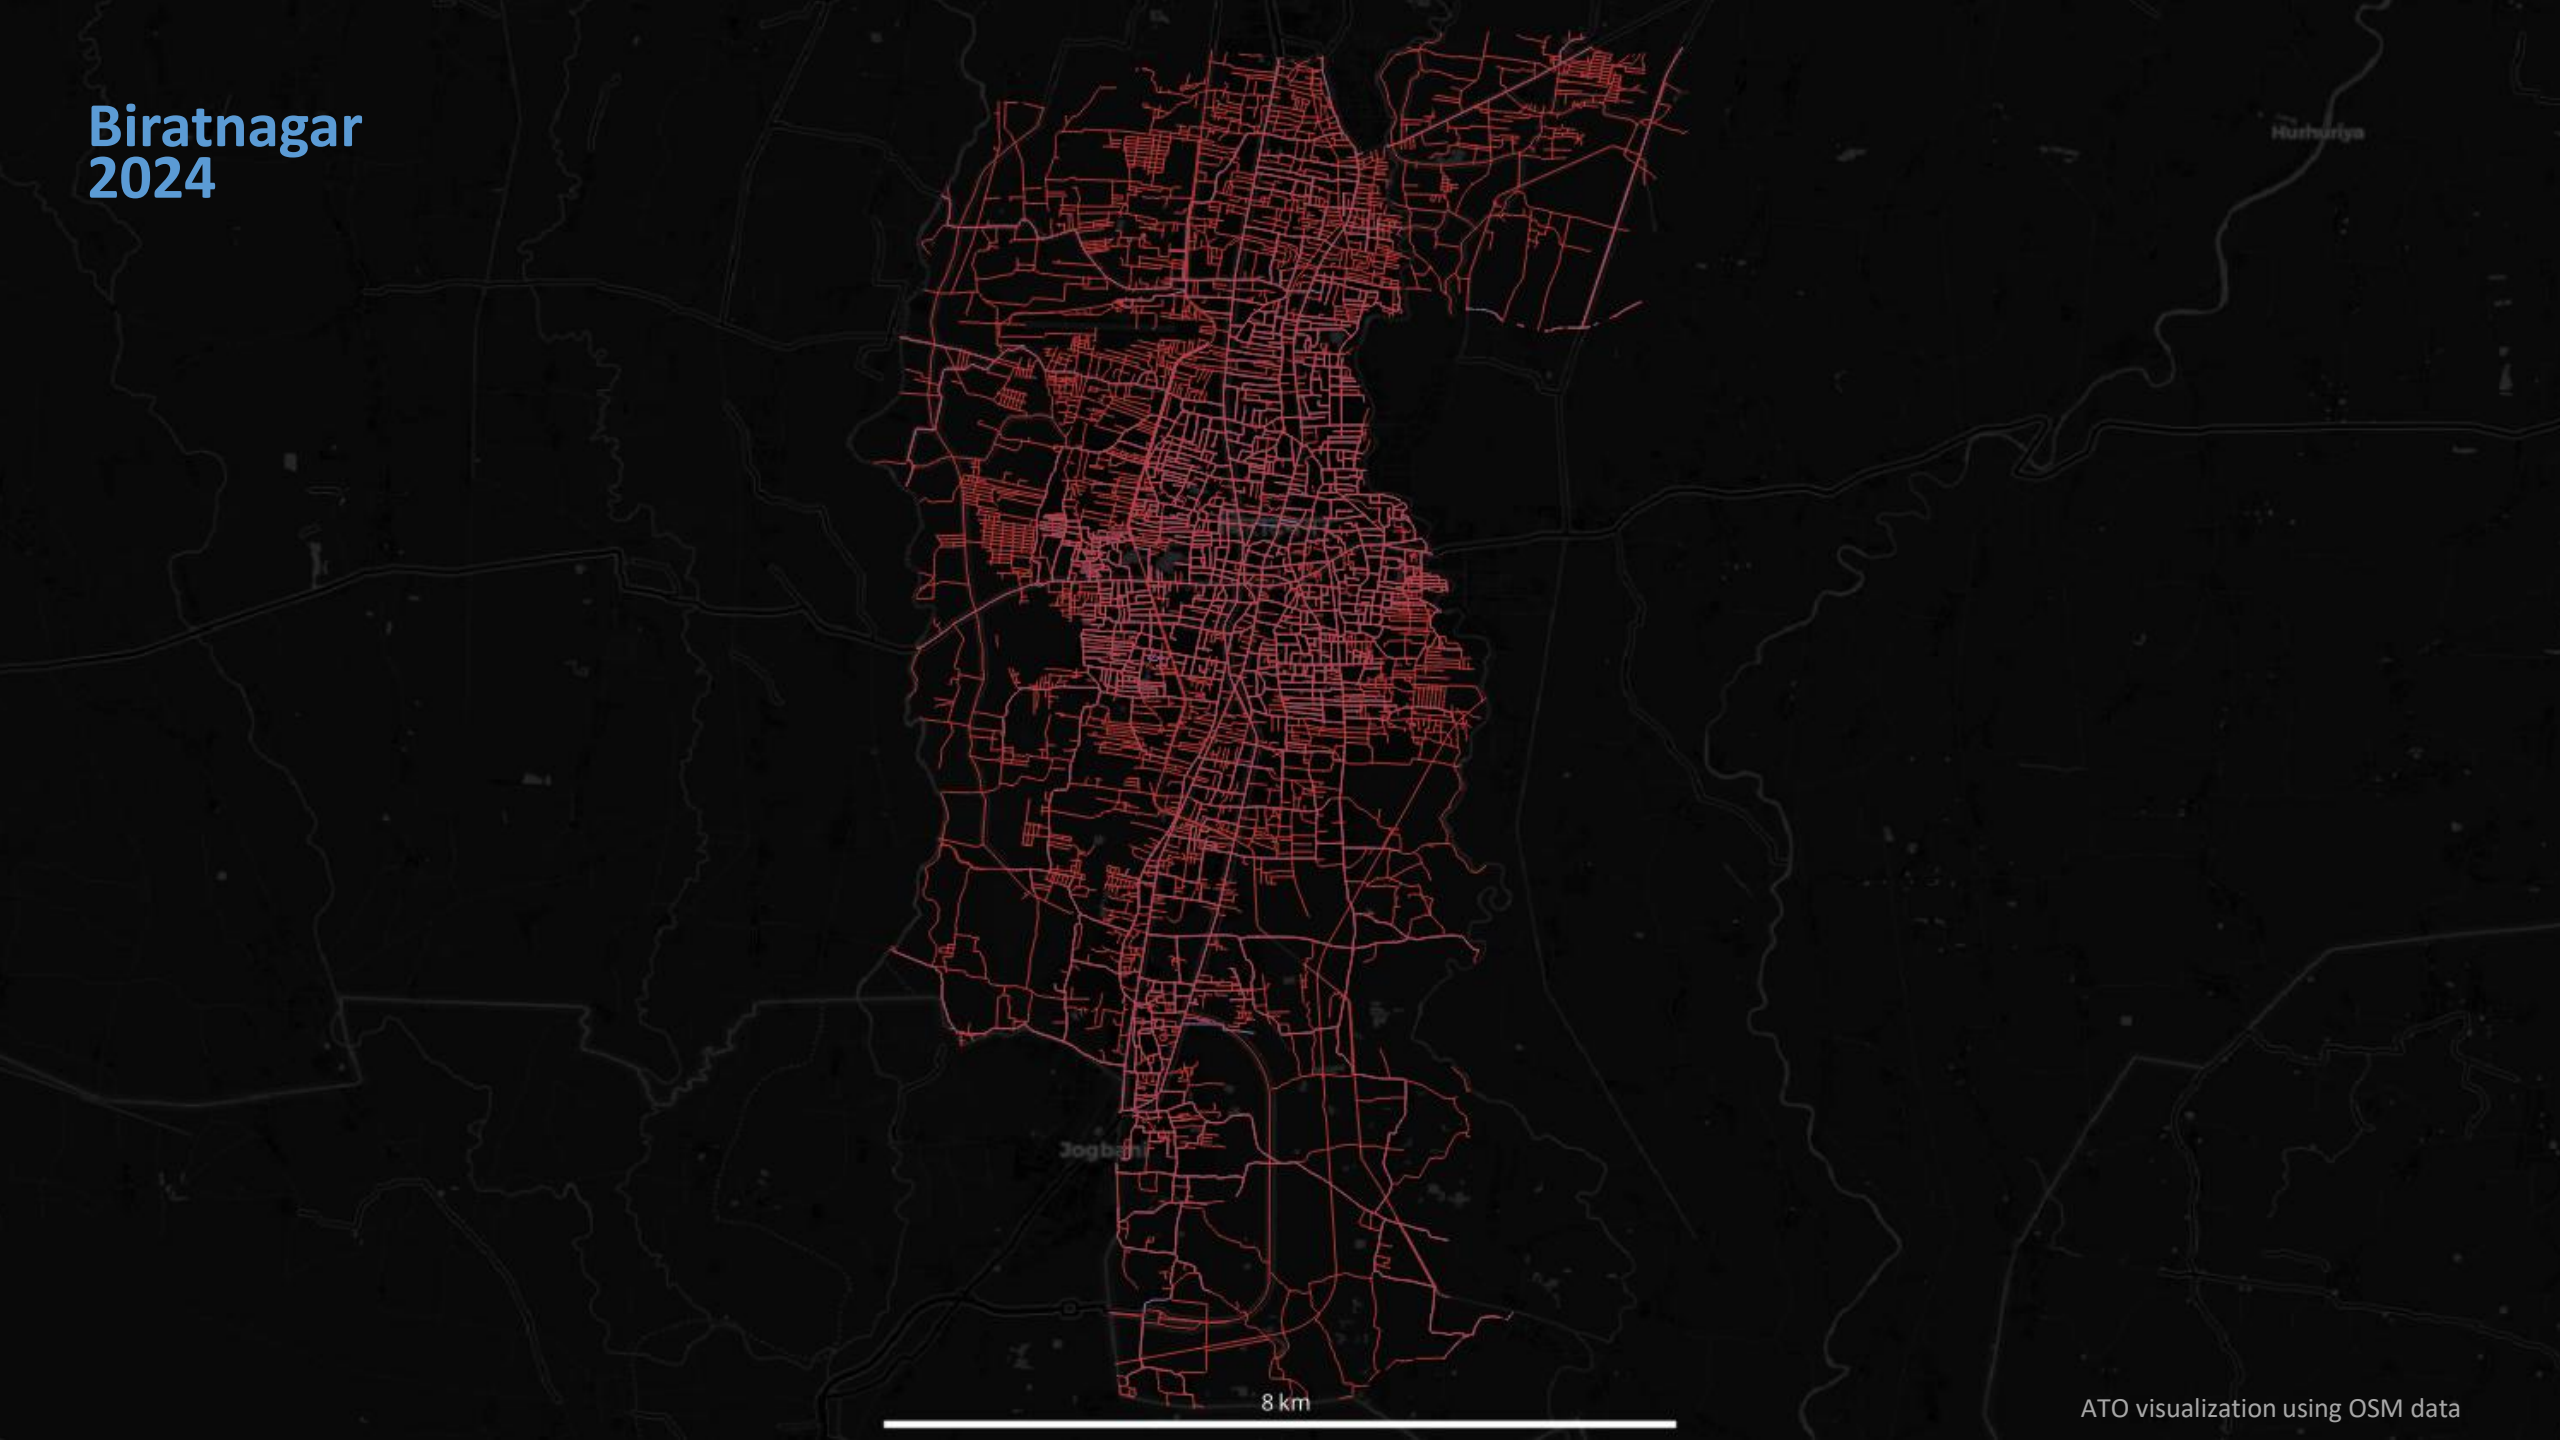 Biratnagar
2024
Hurhuriya
Jogbani
8 km
ATO visualization using OSM data